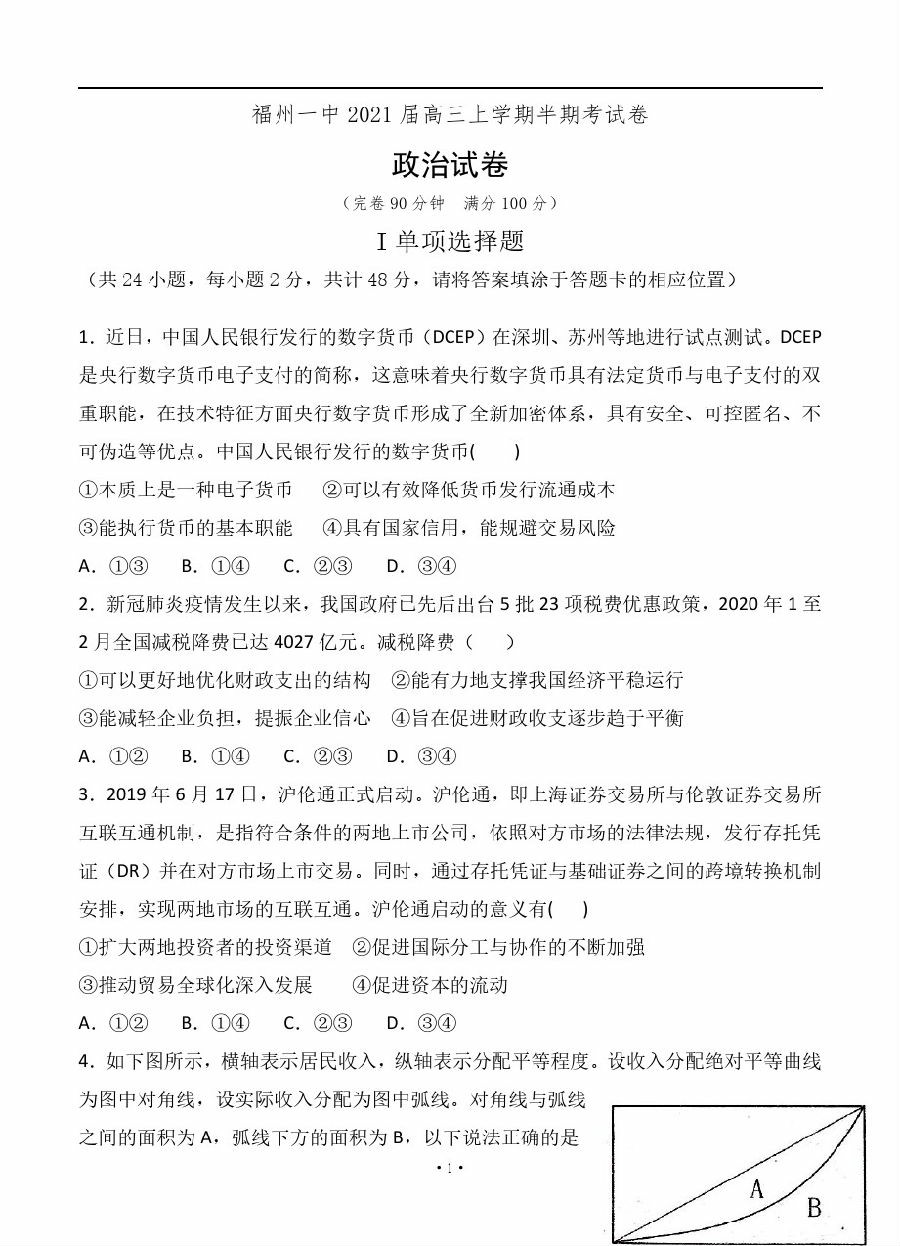 福州一中 2021 届高三上学期半期考试卷
政治试卷
（完卷 90 分钟 满分 100 分）
I 单项选择题
（共 24 小题，每小题 2 分，共计 48 分，请将答案填涂于答题卡的相应位置）
1．近日，中国人民银行发行的数字货币（DCEP）在深圳、苏州等地进行试点测试。DCEP
是央行数字货币电子支付的简称，这意味着央行数字货币具有法定货币与电子支付的双
重职能，在技术特征方面央行数字货币形成了全新加密体系，具有安全、可控匿名、不
可伪造等优点。中国人民银行发行的数字货币( )
①本质上是一种电子货币 ②可以有效降低货币发行流通成本
③能执行货币的基本职能 ④具有国家信用，能规避交易风险
A．①③ B．①④ C．②③ D．③④
2．新冠肺炎疫情发生以来，我国政府已先后出台 5 批 23 项税费优惠政策，2020 年 1 至
2 月全国减税降费已达 4027 亿元。减税降费（ ）
①可以更好地优化财政支出的结构 ②能有力地支撑我国经济平稳运行
③能减轻企业负担，提振企业信心 ④旨在促进财政收支逐步趋于平衡
A．①② B．①④ C．②③ D．③④
3．2019 年 6 月 17 日，沪伦通正式启动。沪伦通，即上海证券交易所与伦敦证券交易所
互联互通机制，是指符合条件的两地上市公司，依照对方市场的法律法规，发行存托凭
证（DR）并在对方市场上市交易。同时，通过存托凭证与基础证券之间的跨境转换机制
安排，实现两地市场的互联互通。沪伦通启动的意义有( )
①扩大两地投资者的投资渠道 ②促进国际分工与协作的不断加强
③推动贸易全球化深入发展 ④促进资本的流动
A．①② B．①④ C．②③ D．③④
4．如下图所示，横轴表示居民收入，纵轴表示分配平等程度。设收入分配绝对平等曲线
为图中对角线，设实际收入分配为图中弧线。对角线与弧线
之间的面积为 A，弧线下方的面积为 B，以下说法正确的是
A
B
·1·